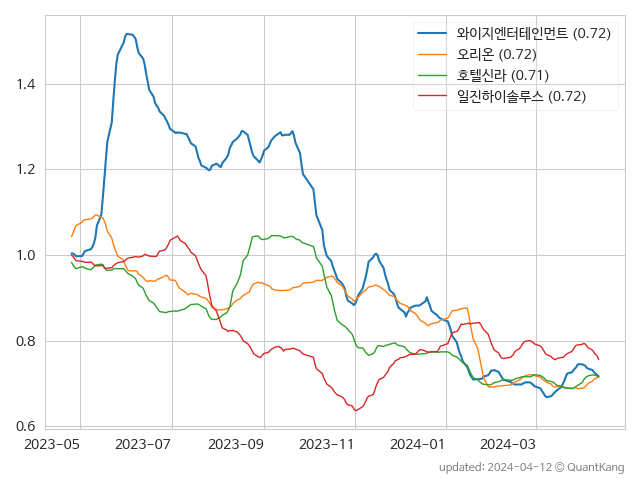 와이지엔터테인먼트 (0.72)
오리온 (0.72)
호텔신라 (0.71)
일진하이솔루스 (0.72)
1.4
1.2
1.0
0.8
0.6
2023-05 2023-07 2023-09 2023-11 2024-01 2024-03
updated: 2024-04-12 © QuantKang